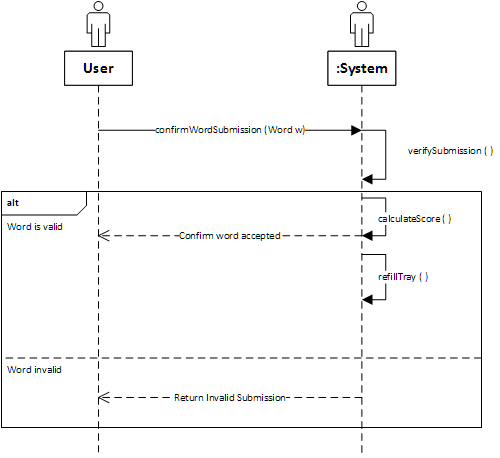 User
:System
confirmWordSubmission (Word w)
verifySubmission ( )
alt
Word is valid
calculateScore ( )
Confirm word accepted
refillTray ( )
Word invalid
Return Invalid Submission